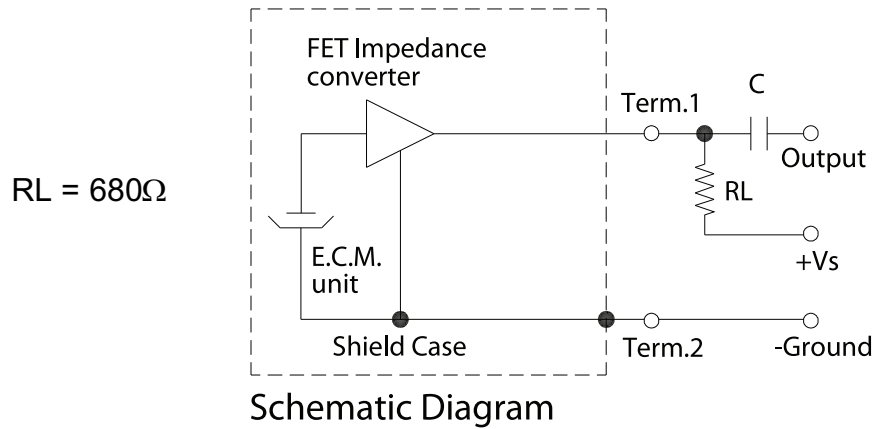 FET Impedance
converter
Term.1
C
Output
RL = 680Ω
RL
E.C.M.
unit
+Vs
Shield Case
Term.2
-Ground
Schematic Diagram